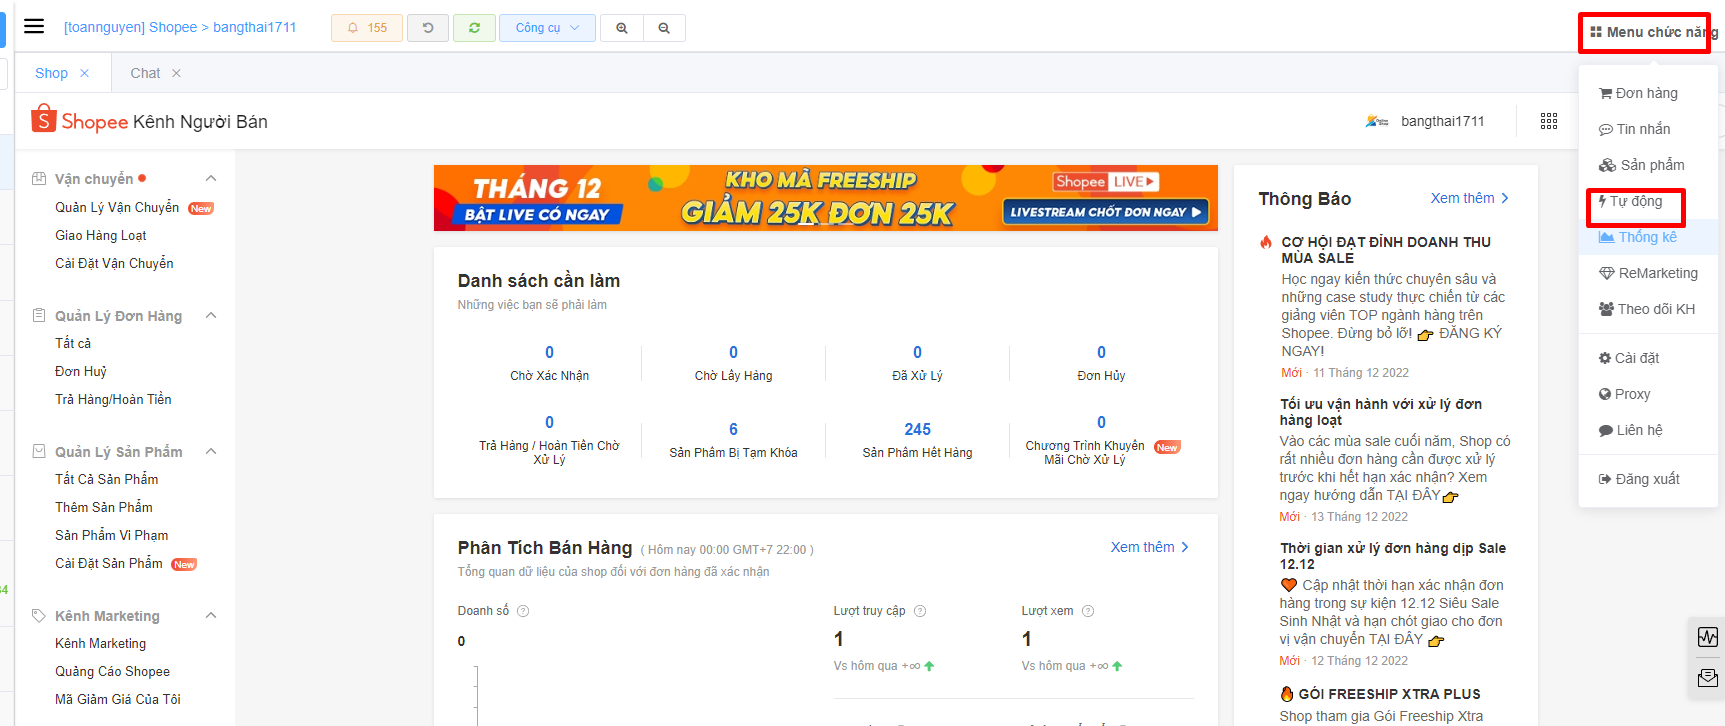 [toannguyen] Shopee > bangthai1711
155
Công cụ
Menu chức năng
Shop
Chat
Shopee Kênh Người Bán
bangthai1711
Đơn hàng
Tin nhắn
Sản phẩm
Tự động
Thống kê
ReMarketing
Theo dõi KH
Cài đặt
Proxy
Liên hệ
Đăng xuất
Vận chuyển
Quản Lý Vận Chuyển New
Giao Hàng Loạt
Cài Đặt Vận Chuyển
Quản Lý Đơn Hàng
Tất cả
Đơn Huỷ
Trả Hàng/Hoàn Tiền
Quản Lý Sản Phẩm
Tất Cả Sản Phẩm
Thêm Sản Phẩm
Sản Phẩm Vi Phạm
Cài Đặt Sản Phẩm New
Kênh Marketing
Kênh Marketing
Quảng Cáo Shopee
Mã Giảm Giá Của Tôi
THÁNG 12
BẬT LIVE CÓ NGAY
KHO MÃ FREESHIP
GIẢM 25K ĐƠN 25K
Shopee LIVE
LIVESTREAM CHỐT ĐƠN NGAY
Danh sách cần làm
Những việc bạn sẽ phải làm
0
Chờ Xác Nhận
0
Chờ Lấy Hàng
0
Đã Xử Lý
0
Đơn Hủy
0
Trả Hàng / Hoàn Tiền Chờ
Xử Lý
6
Sản Phẩm Bị Tạm Khóa
245
Sản Phẩm Hết Hàng
0
Chương Trình Khuyến New
Mãi Chờ Xử Lý
Phân Tích Bán Hàng ( Hôm nay 00:00 GMT+7 22:00 )
Xem thêm
Tổng quan dữ liệu của shop đối với đơn hàng đã xác nhận
Doanh số
0
Lượt truy cập
1
Vs hôm qua +∞
Lượt xem
1
Vs hôm qua +∞
Thông Báo
Xem thêm
CƠ HỘI ĐẠT ĐỈNH DOANH THU
MÙA SALE
Học ngay kiến thức chuyên sâu và
những case study thực chiến từ các
giảng viên TOP ngành hàng trên
Shopee. Đừng bỏ lỡ! 👉 ĐĂNG KÝ
NGAY!
Mới · 11 Tháng 12 2022
Tối ưu vận hành với xử lý đơn
hàng loạt
Vào các mùa sale cuối năm, Shop có
rất nhiều đơn hàng cần được xử lý
trước khi hết hạn xác nhận? Xem
ngay hướng dẫn TẠI ĐÂY👉
Mới · 13 Tháng 12 2022
Thời gian xử lý đơn hàng dịp Sale
12.12
🧡 Cập nhật thời hạn xác nhận đơn
hàng trong sự kiện 12.12 Siêu Sale
Sinh Nhật và hạn chót giao cho đơn
vị vận chuyển TẠI ĐÂY 👉
Mới · 12 Tháng 12 2022
🔥 GÓI FREESHIP XTRA PLUS
Shop tham gia Gói Freeship Xtra